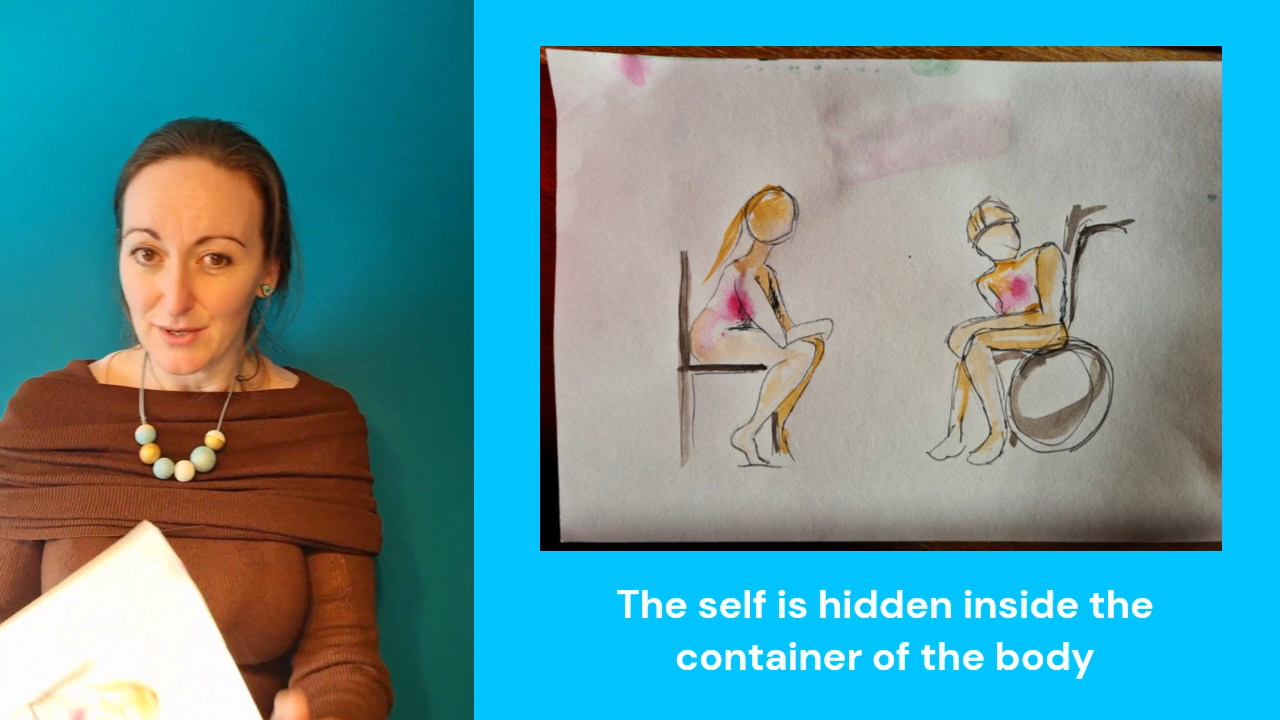 The self is hidden inside the
container of the body